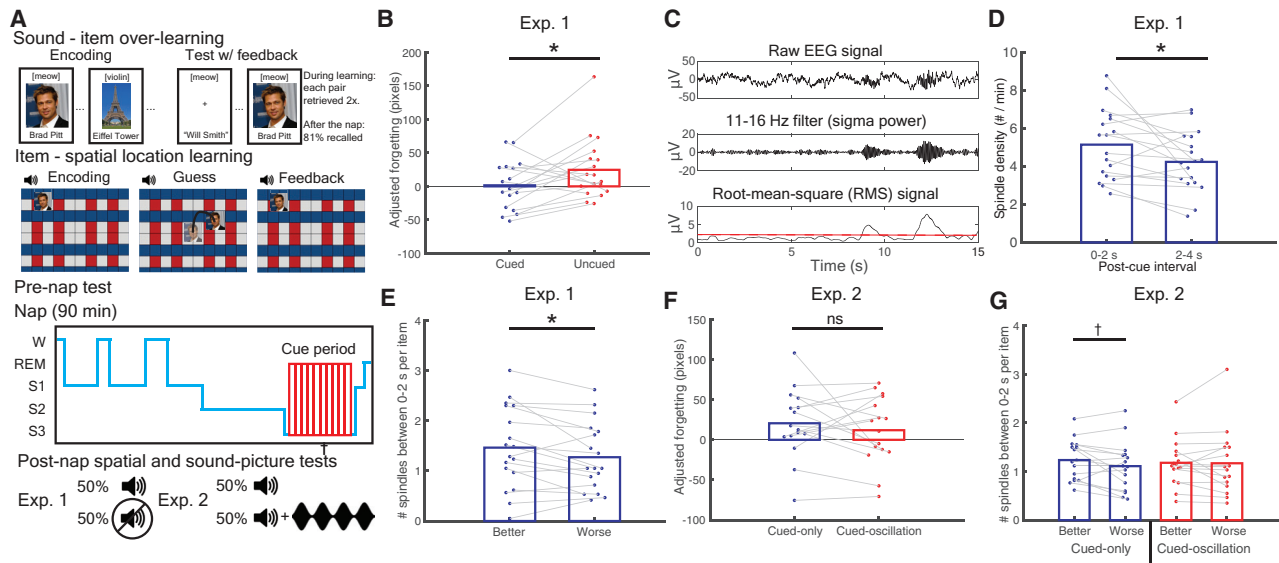 A
Sound - item over-learning
Encoding
Test w/ feedback
[meow]
[violin]
[meow]
[meow]
...
...
...
+
Brad Pitt
Eiffel Tower
"Will Smith"
Brad Pitt
During learning:
each pair
retrieved 2x.
After the nap:
81% recalled
Item - spatial location learning
Encoding
Guess
Feedback
Pre-nap test
Nap (90 min)
W
REM
S1
S2
S3
Cue period
†
Post-nap spatial and sound-picture tests
Exp. 1
50%
50%
Exp. 2
50%
50%
+
B
Exp. 1
*
Adjusted forgetting (pixels)
200
150
100
50
0
-50
-100
Cued
Uncued
C
Raw EEG signal
µV
50
0
-50
11-16 Hz filter (sigma power)
µV
20
0
-20
Root-mean-square (RMS) signal
µV
10
5
0
0
5
10
15
Time (s)
D
Exp. 1
*
Spindle density (# / min)
10
8
6
4
2
0
0-2 s
2-4 s
Post-cue interval
E
Exp. 1
*
# spindles between 0-2 s per item
4
3
2
1
0
Better
Worse
F
Exp. 2
ns
Adjusted forgetting (pixels)
150
100
50
0
-50
-100
Cued-only
Cued-oscillation
G
Exp. 2
†
# spindles between 0-2 s per item
4
3
2
1
0
Better
Worse
Better
Worse
Cued-only
Cued-oscillation